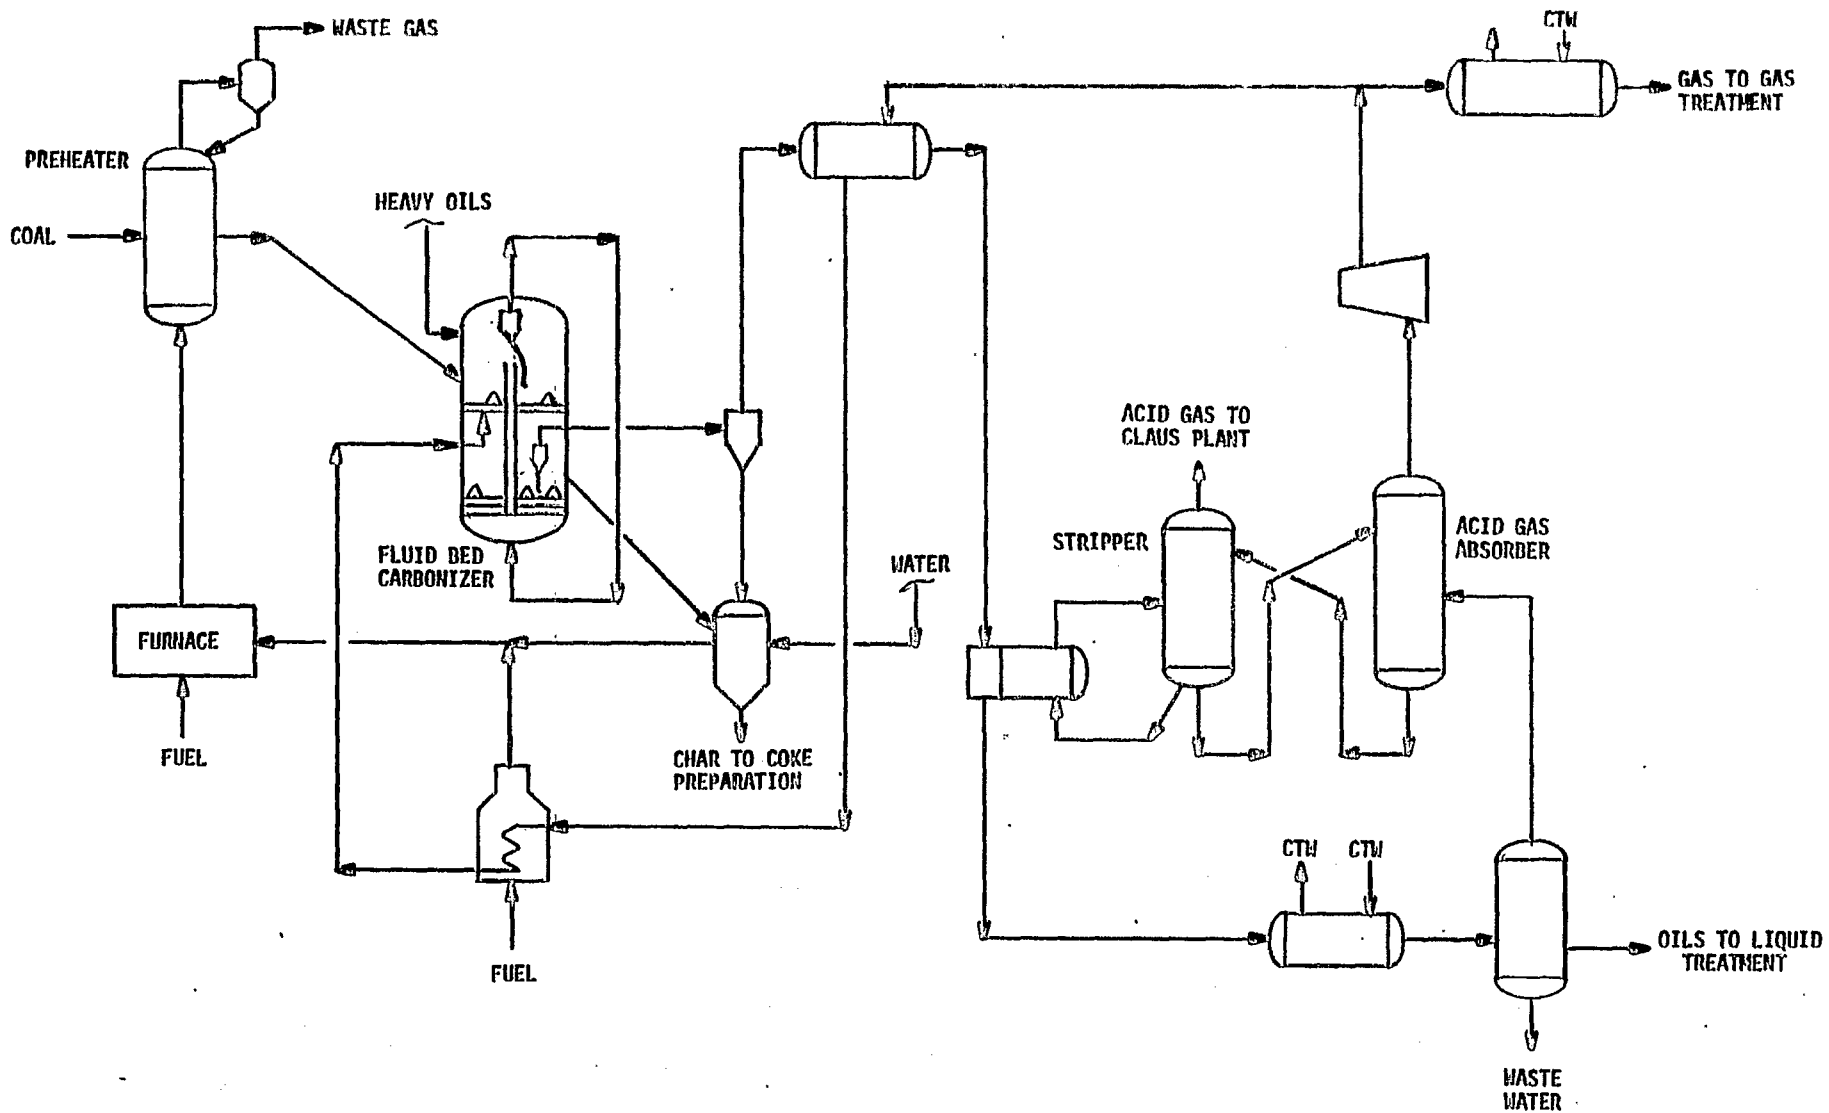 WASTE GAS
CTW
GAS TO GAS
TREATMENT
PREHEATER
HEAVY OILS
COAL
ACID GAS TO
CLAUS PLANT
STRIPPER
ACID GAS
ABSORBER
FLUID BED
CARBONIZER
WATER
FURNACE
FUEL
CHAR TO COKE
PREPARATION
CTW
CTW
OILS TO LIQUID
TREATMENT
FUEL
WASTE
WATER